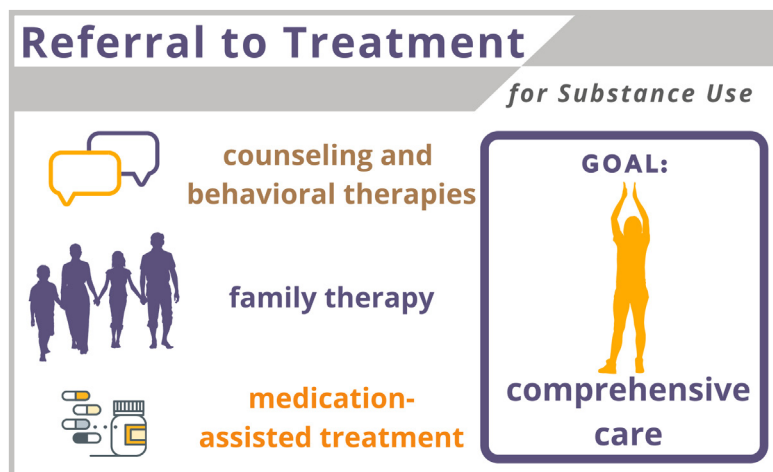 Referral to Treatment
for Substance Use
counseling and
behavioral therapies
family therapy
medication-
assisted treatment
GOAL:
comprehensive
care